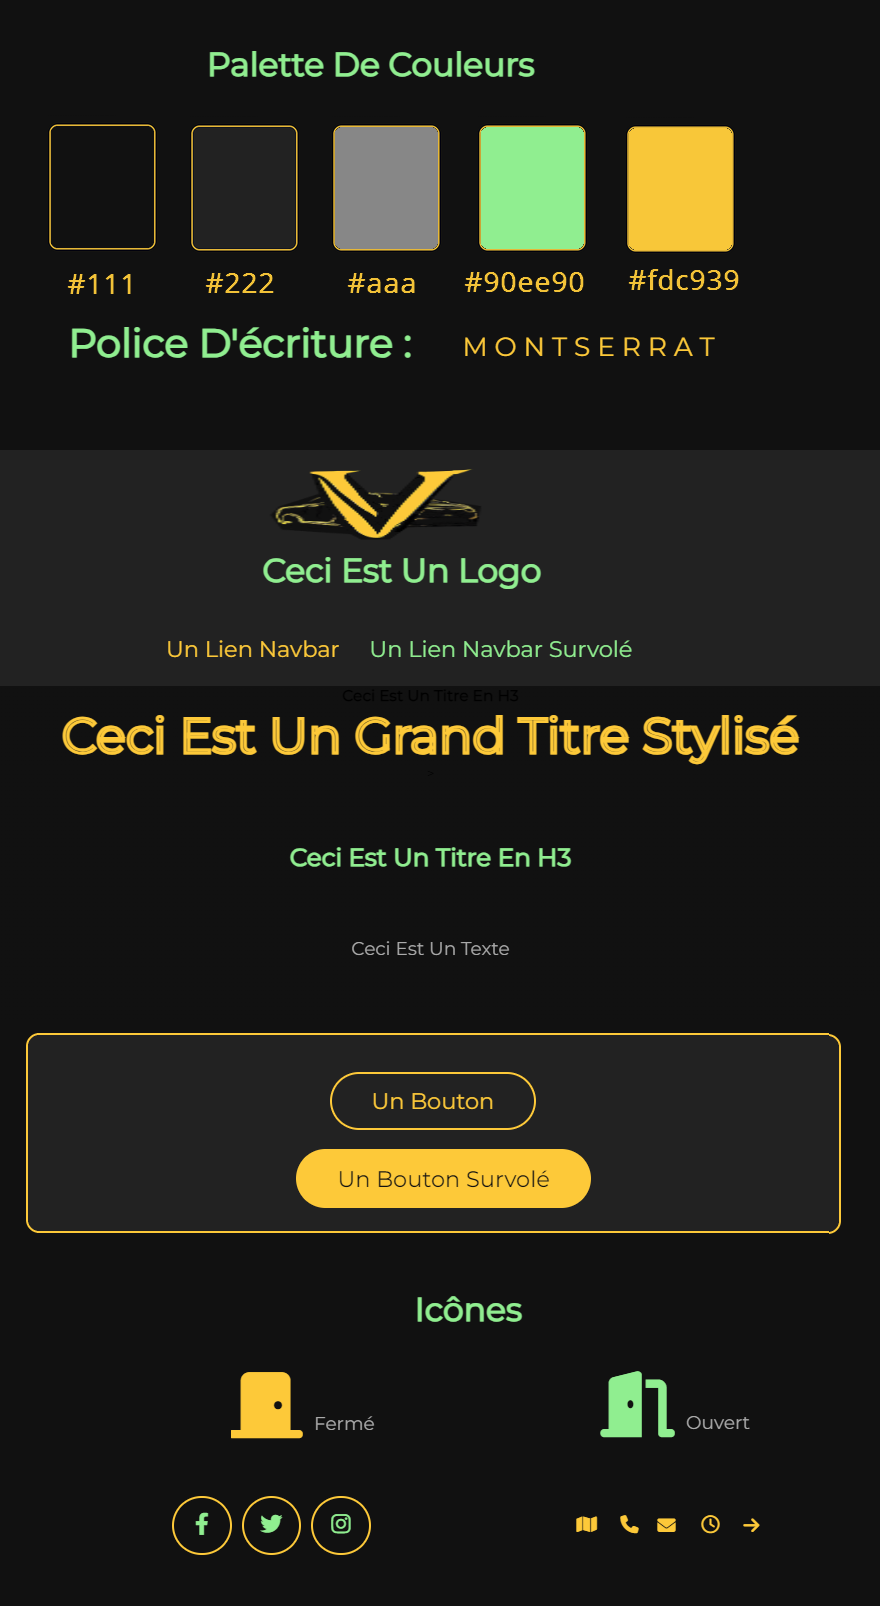 Palette De Couleurs
#111 #222 #aaa #90ee90 #fdc939
Police D'écriture : MONTSERRAT
Ceci Est Un Logo
Un Lien Navbar Un Lien Navbar Survolé
Ceci Est Un Titre En H3
Ceci Est Un Grand Titre Stylisé
Ceci Est Un Titre En H3
Ceci Est Un Texte
Un Bouton
Un Bouton Survolé
Icônes
Fermé Ouvert